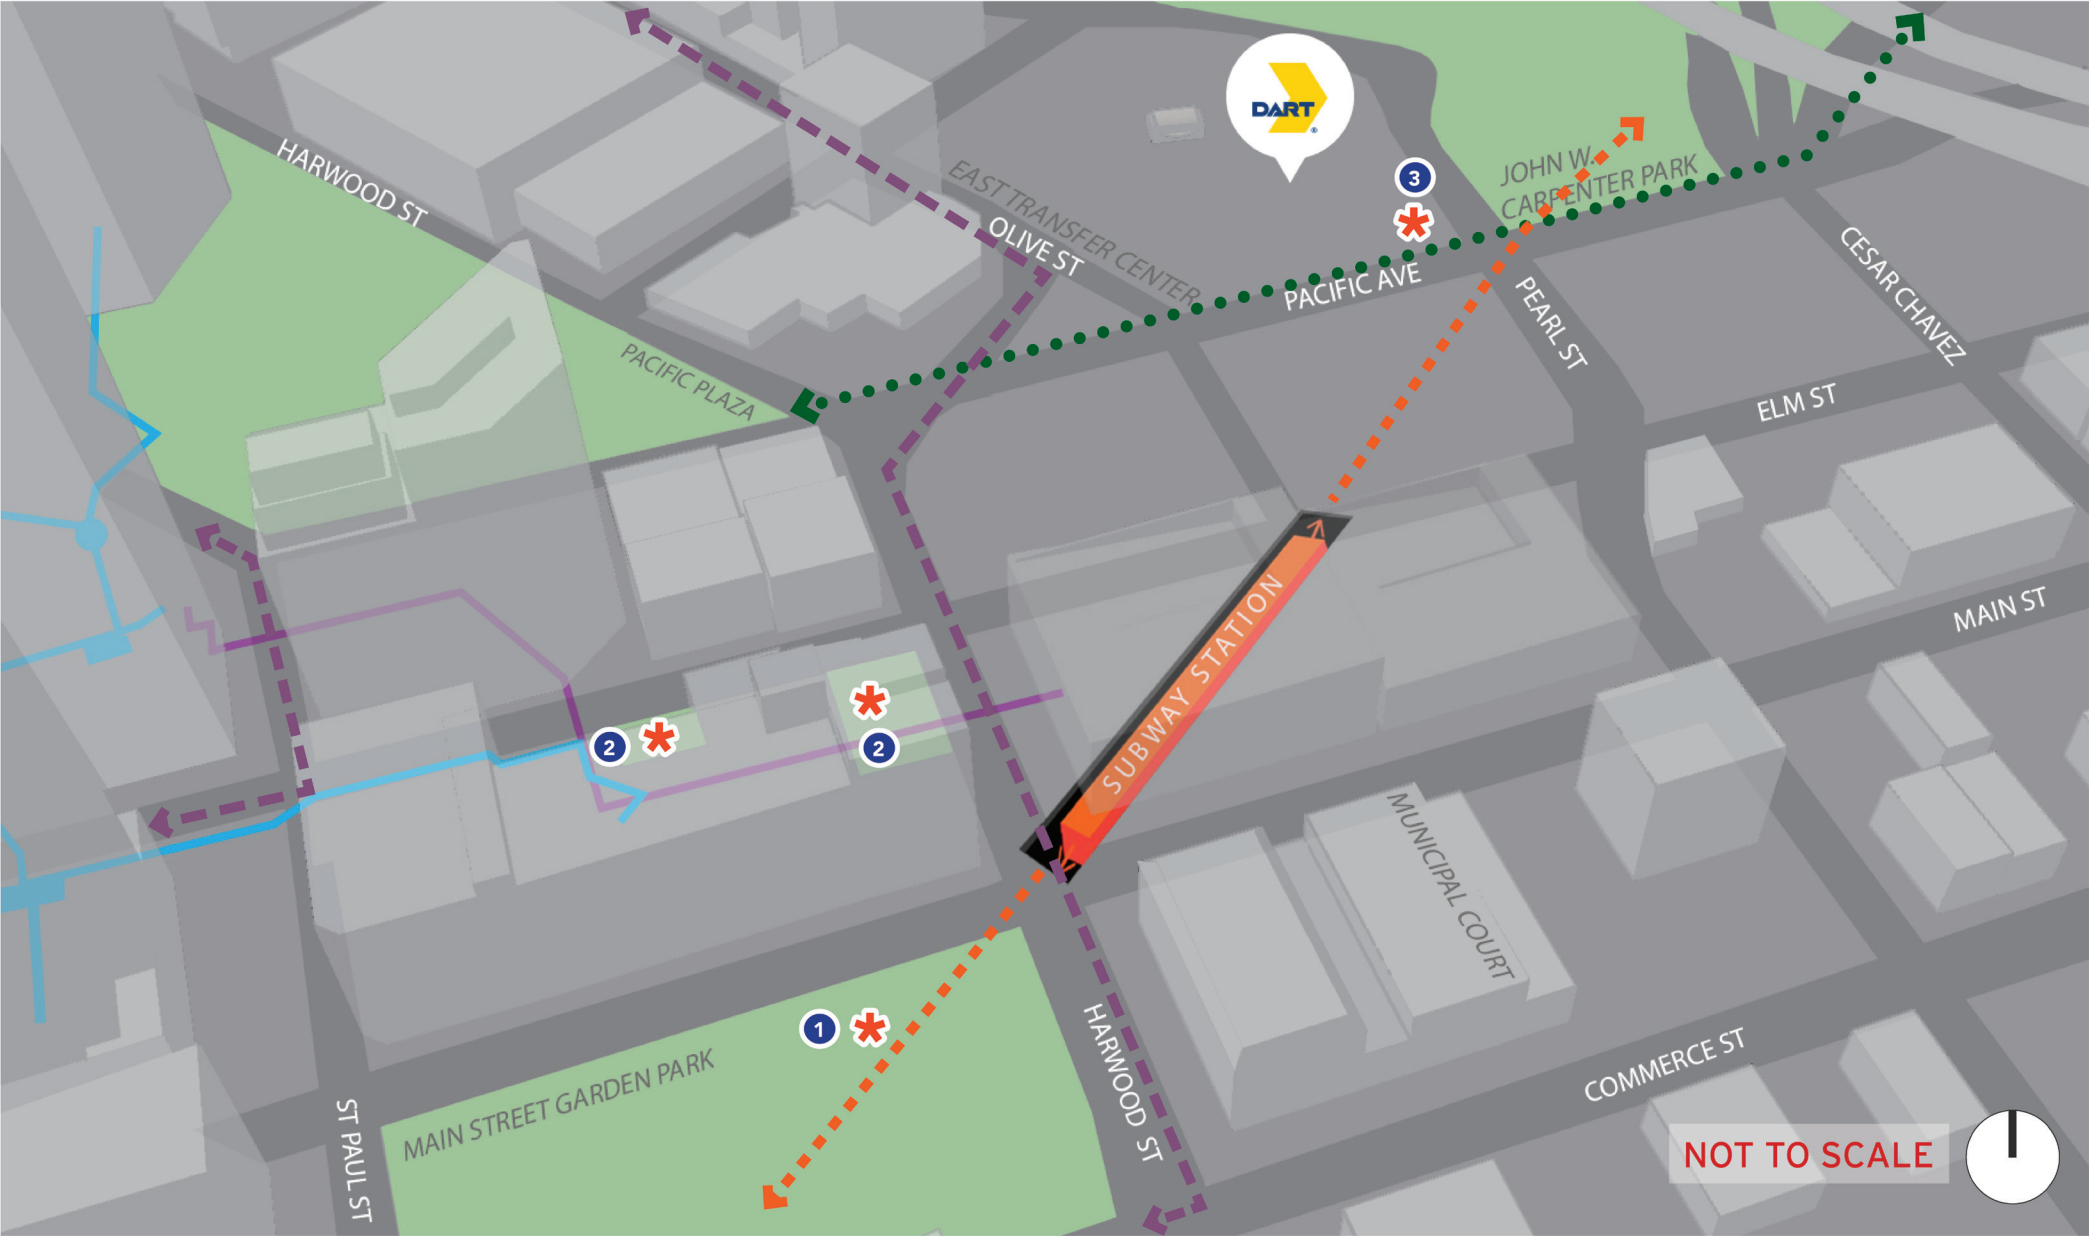 DART
®
3
JOHN W.
CARPENTER PARK
HARWOOD ST
EAST TRANSFER CENTER
OLIVE ST
PACIFIC AVE
CESAR CHAVEZ
PEARL ST
PACIFIC PLAZA
ELM ST
MAIN ST
SUBWAY STATION
2
2
MUNICIPAL COURT
1
MAIN STREET GARDEN PARK
HARWOOD ST
COMMERCE ST
ST PAUL ST
NOT TO SCALE